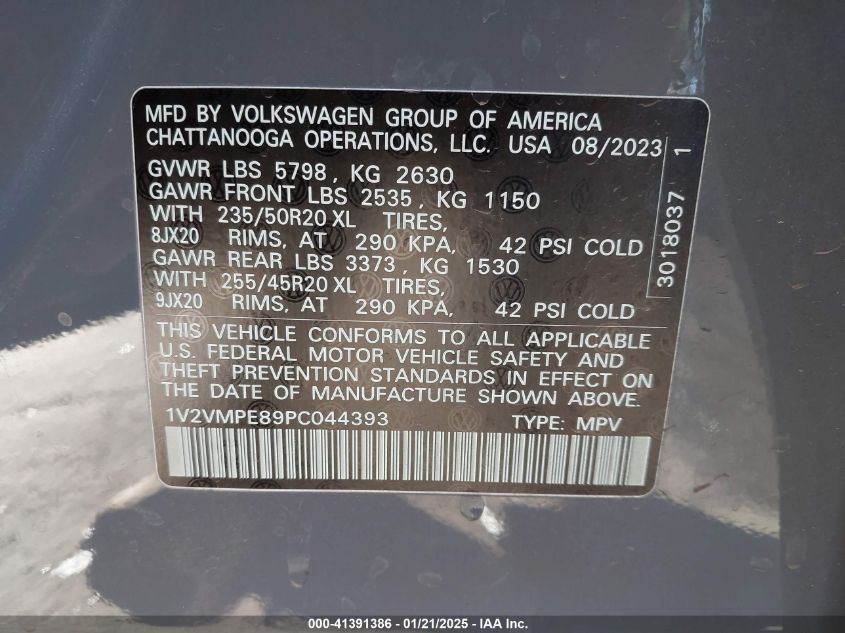 MFD BY VOLKSWAGEN GROUP OF AMERICA
CHATTANOOGA OPERATIONS, LLC. USA 08/2023
GVWR LBS 5798, KG 2630
GAWR FRONT LBS 2535, KG 1150
WITH 235/50R20 XL TIRES,
8JX20 RIMS, AT 290 KPA, 42 PSI COLD
GAWR REAR LBS 3373, KG 1530
WITH 255/45R20 XL TIRES,
9JX20 RIMS, AT 290 KPA, 42 PSI COLD
3018037 1
THIS VEHICLE CONFORMS TO ALL APPLICABLE
U.S. FEDERAL MOTOR VEHICLE SAFETY AND
THEFT PREVENTION STANDARDS IN EFFECT ON
THE DATE OF MANUFACTURE SHOWN ABOVE.
1V2VMPE89PC044393 TYPE: MPV
000-41391386 - 01/21/2025 - IAA Inc.